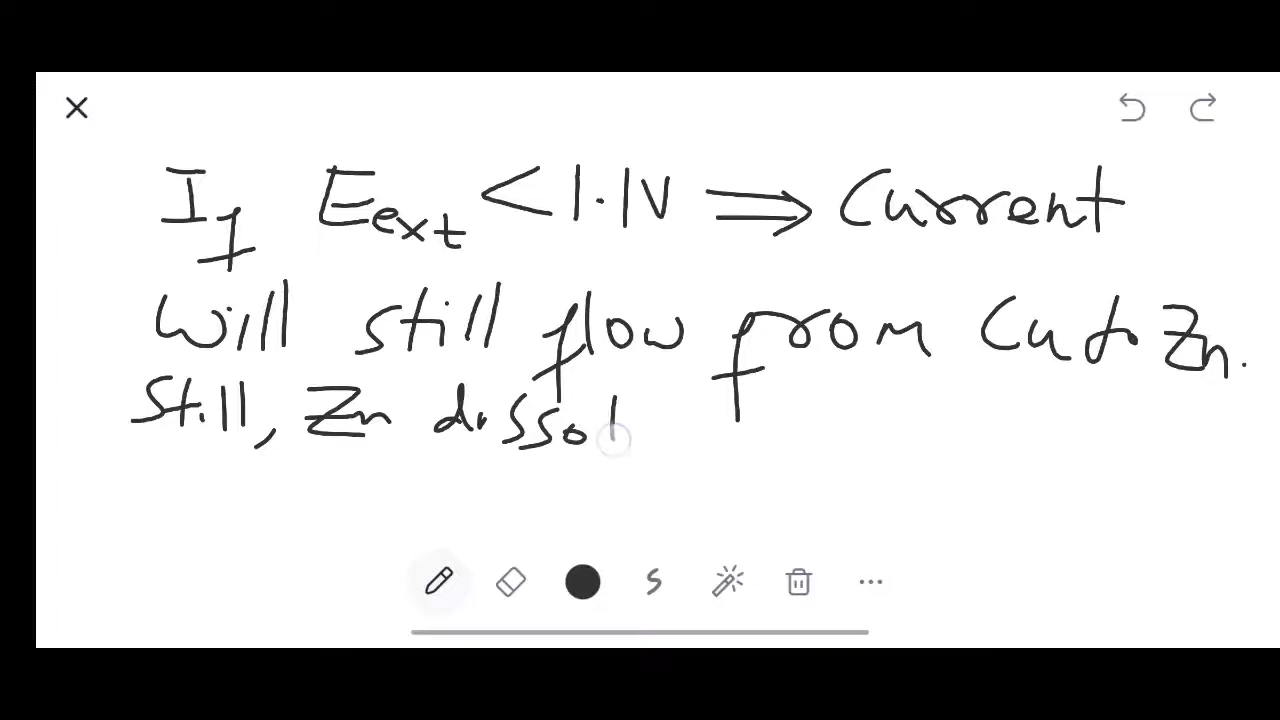 If Eext < 1.1V ⇒ Current
will still flow from Cu to Zn.
Still, Zn dissol